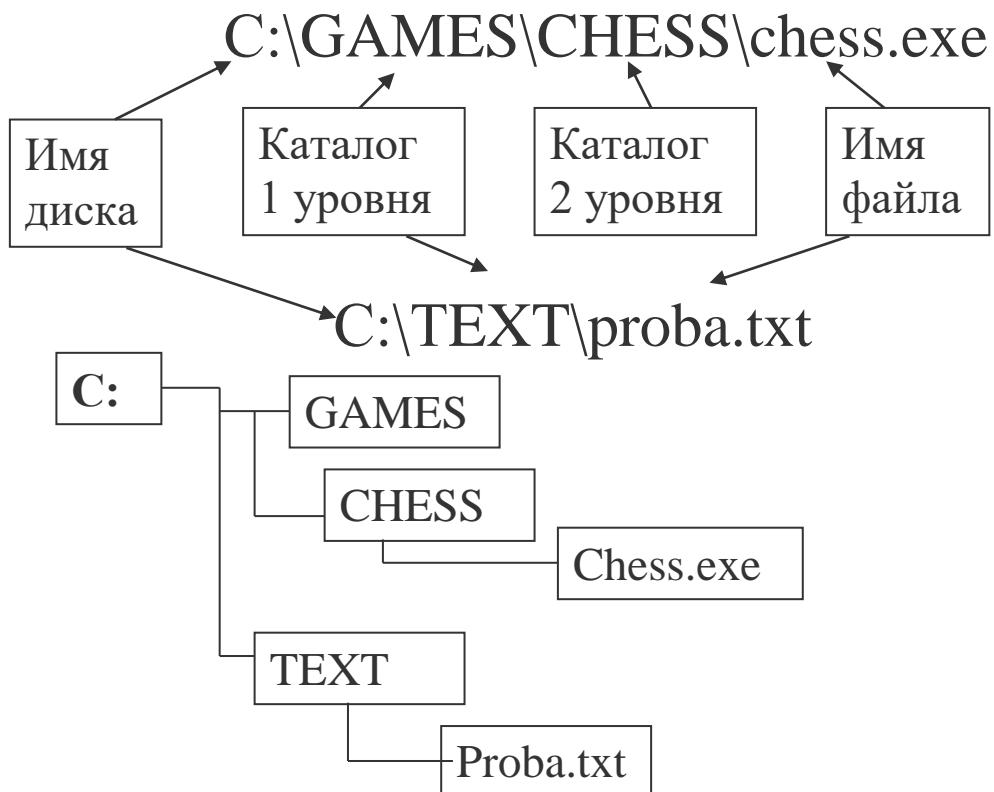 C:\GAMES\CHESS\chess.exe
Имя
диска
Каталог
1 уровня
Каталог
2 уровня
Имя
файла
C:\TEXT\proba.txt
C:
GAMES
CHESS
Chess.exe
TEXT
Proba.txt